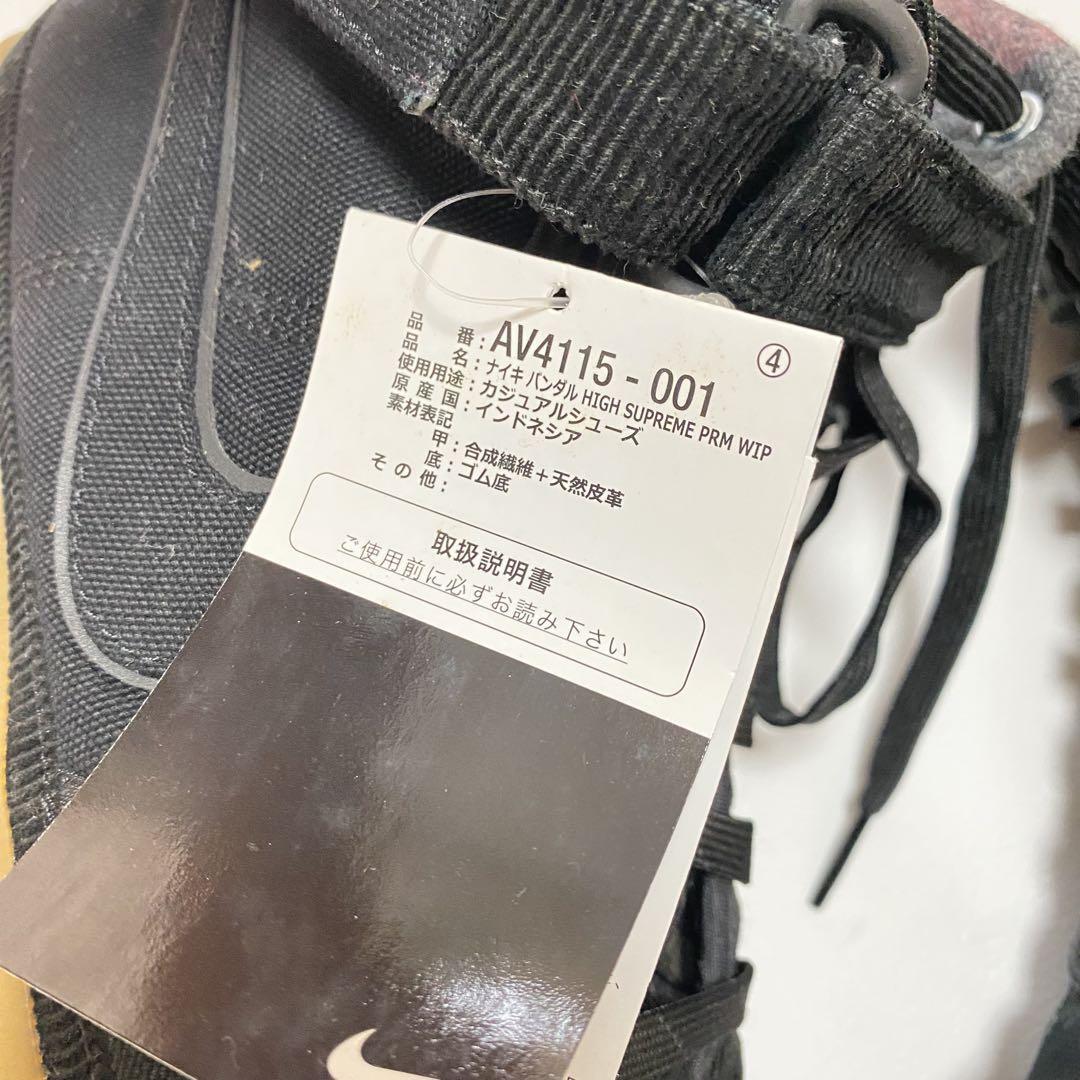 ④
品番: AV4115 - 001
品名: ナイキ バンダル HIGH SUPREME PRM WIP
使用用途: カジュアルシューズ
原産国: インドネシア
素材表記
甲: 合成繊維＋天然皮革
底: ゴム底
その他:
取扱説明書
ご使用前に必ずお読み下さい